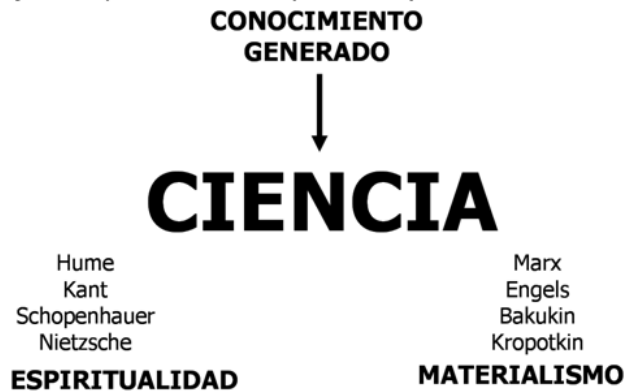 CONOCIMIENTO
GENERADO
CIENCIA
Hume
Kant
Schopenhauer
Nietzsche
ESPIRITUALIDAD
Marx
Engels
Bakukin
Kropotkin
MATERIALISMO